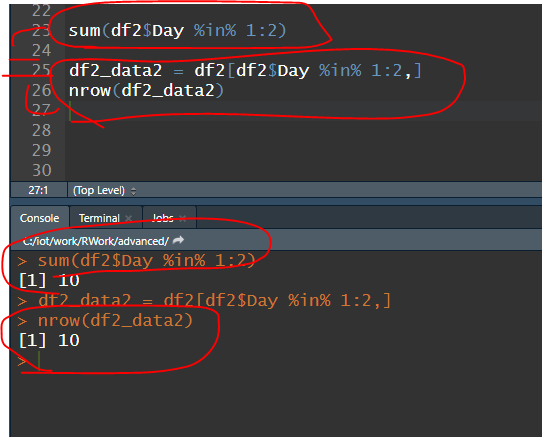 22
23 sum(df2$Day %in% 1:2)
24
25 df2_data2 = df2[df2$Day %in% 1:2,]
26 nrow(df2_data2)
27
28
29
30
27:1 (Top Level)
Console Terminal Jobs
C:/iot/work/RWork/advanced/
> sum(df2$Day %in% 1:2)
[1] 10
> df2_data2 = df2[df2$Day %in% 1:2,]
> nrow(df2_data2)
[1] 10
>